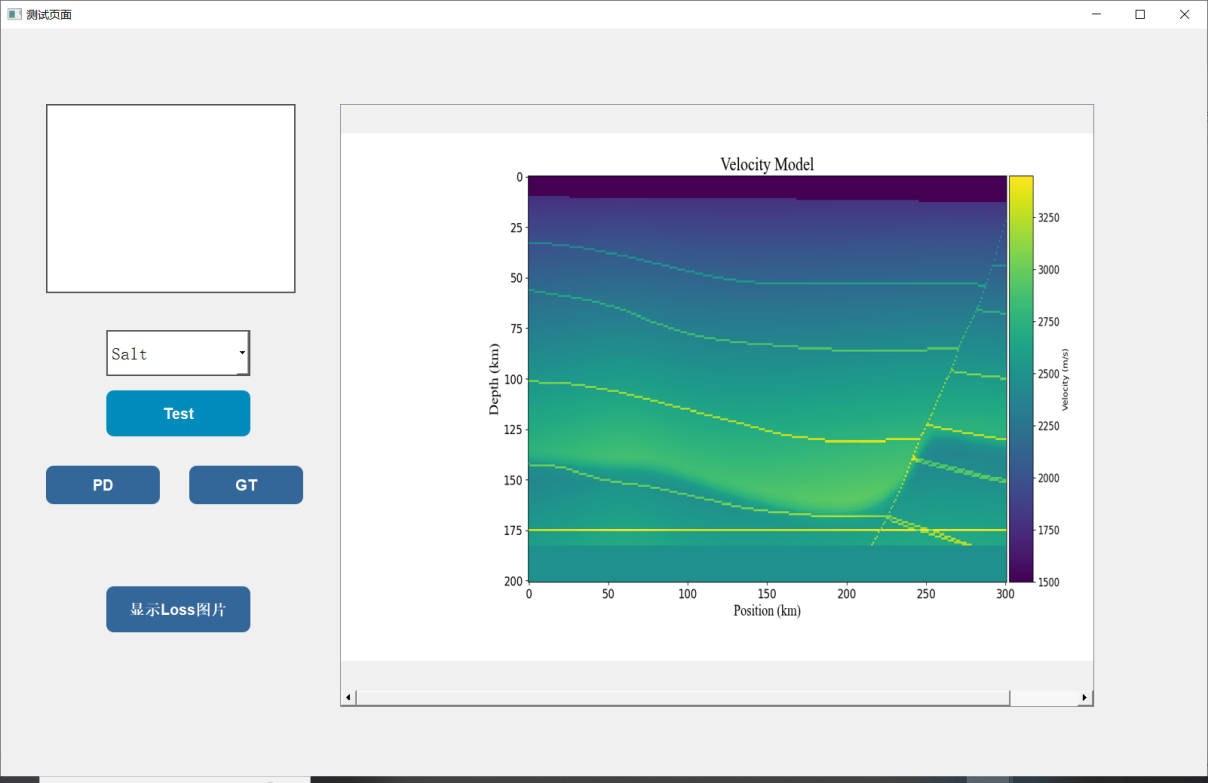 测试页面
Salt
Test
PD
GT
显示Loss图片
Velocity Model
0
25
50
75
100
125
150
175
200
Depth (km)
0
50
100
150
200
250
300
Position (km)
3250
3000
2750
2500
2250
2000
1750
1500
Velocity (m/s)